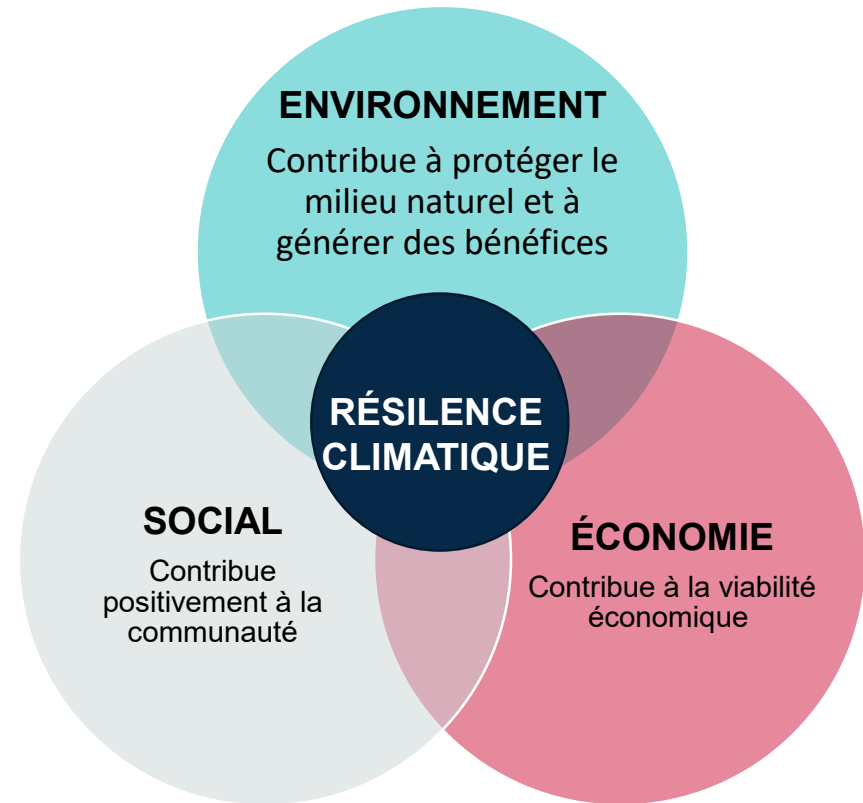 ENVIRONNEMENT
Contribue à protéger le
milieu naturel et à
générer des bénéfices
RÉSILENCE
CLIMATIQUE
SOCIAL
Contribue
positivement à la
communauté
ÉCONOMIE
Contribue à la viabilité
économique